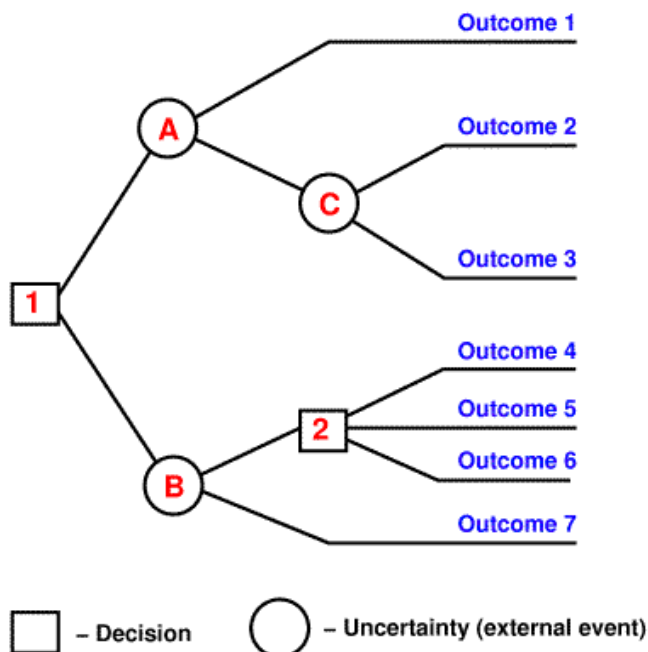 Outcome 1
Outcome 2
A
C
Outcome 3
1
Outcome 4
Outcome 5
2
Outcome 6
B
Outcome 7
– Decision
– Uncertainty (external event)